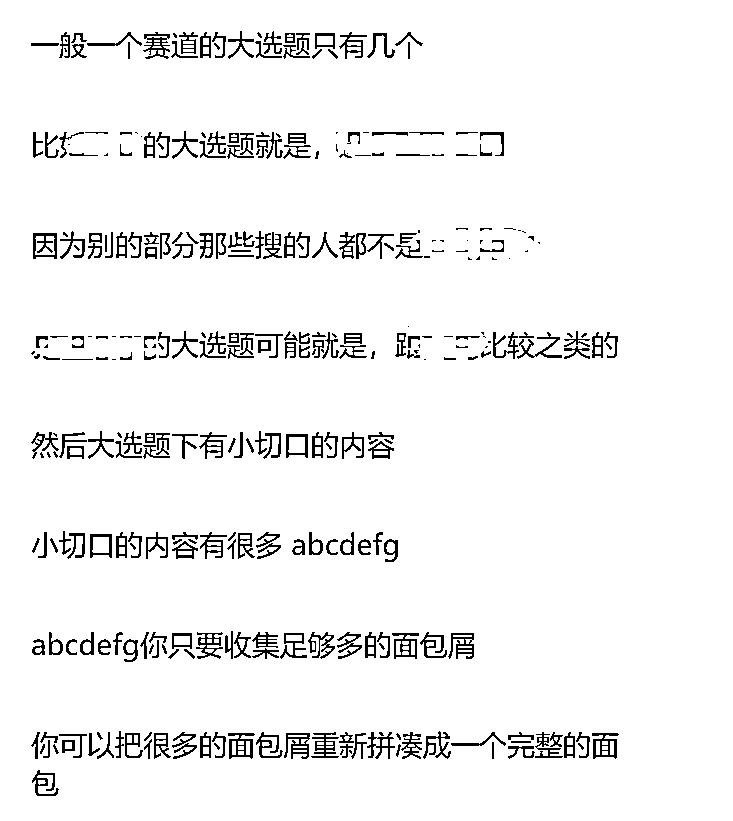 一般一个赛道的大选题只有几个
比如的大选题就是，
因为别的部分那些搜的人都不是
的大选题可能就是，跟比较之类的
然后大选题下有小切口的内容
小切口的内容有很多 abcdefg
abcdefg你只要收集足够多的面包屑
你可以把很多的面包屑重新拼凑成一个完整的面
包